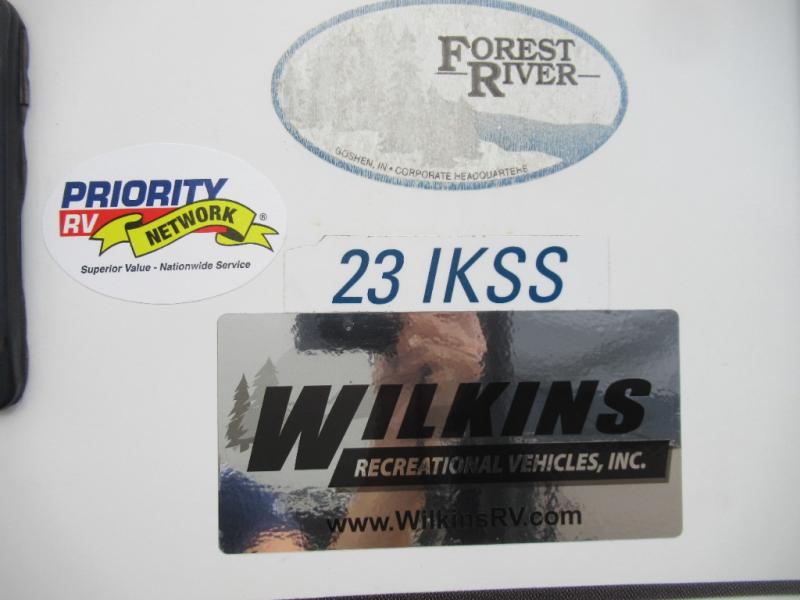 FOREST
RIVER
GOSHEN, IN • CORPORATE HEADQUARTERS
PRIORITY
RV NETWORK ®
Superior Value - Nationwide Service
23 IKSS
WILKINS
RECREATIONAL VEHICLES, INC.
www.WilkinsRV.com